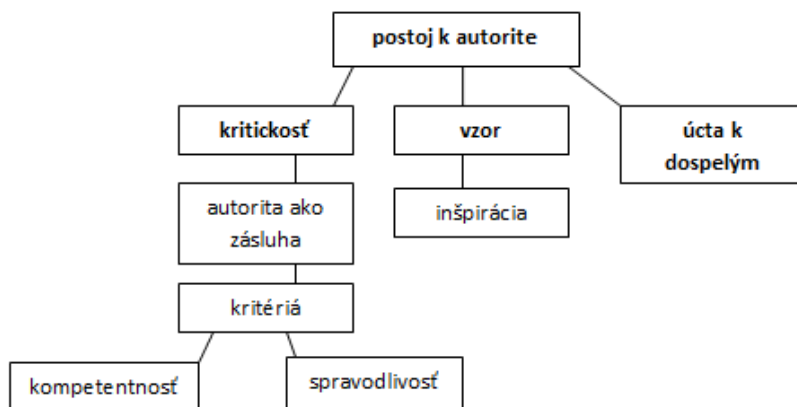 postoj k autorite
kritickosť
vzor
úcta k
dospelým
autorita ako
zásluha
inšpirácia
kritériá
kompetentnosť
spravodlivosť